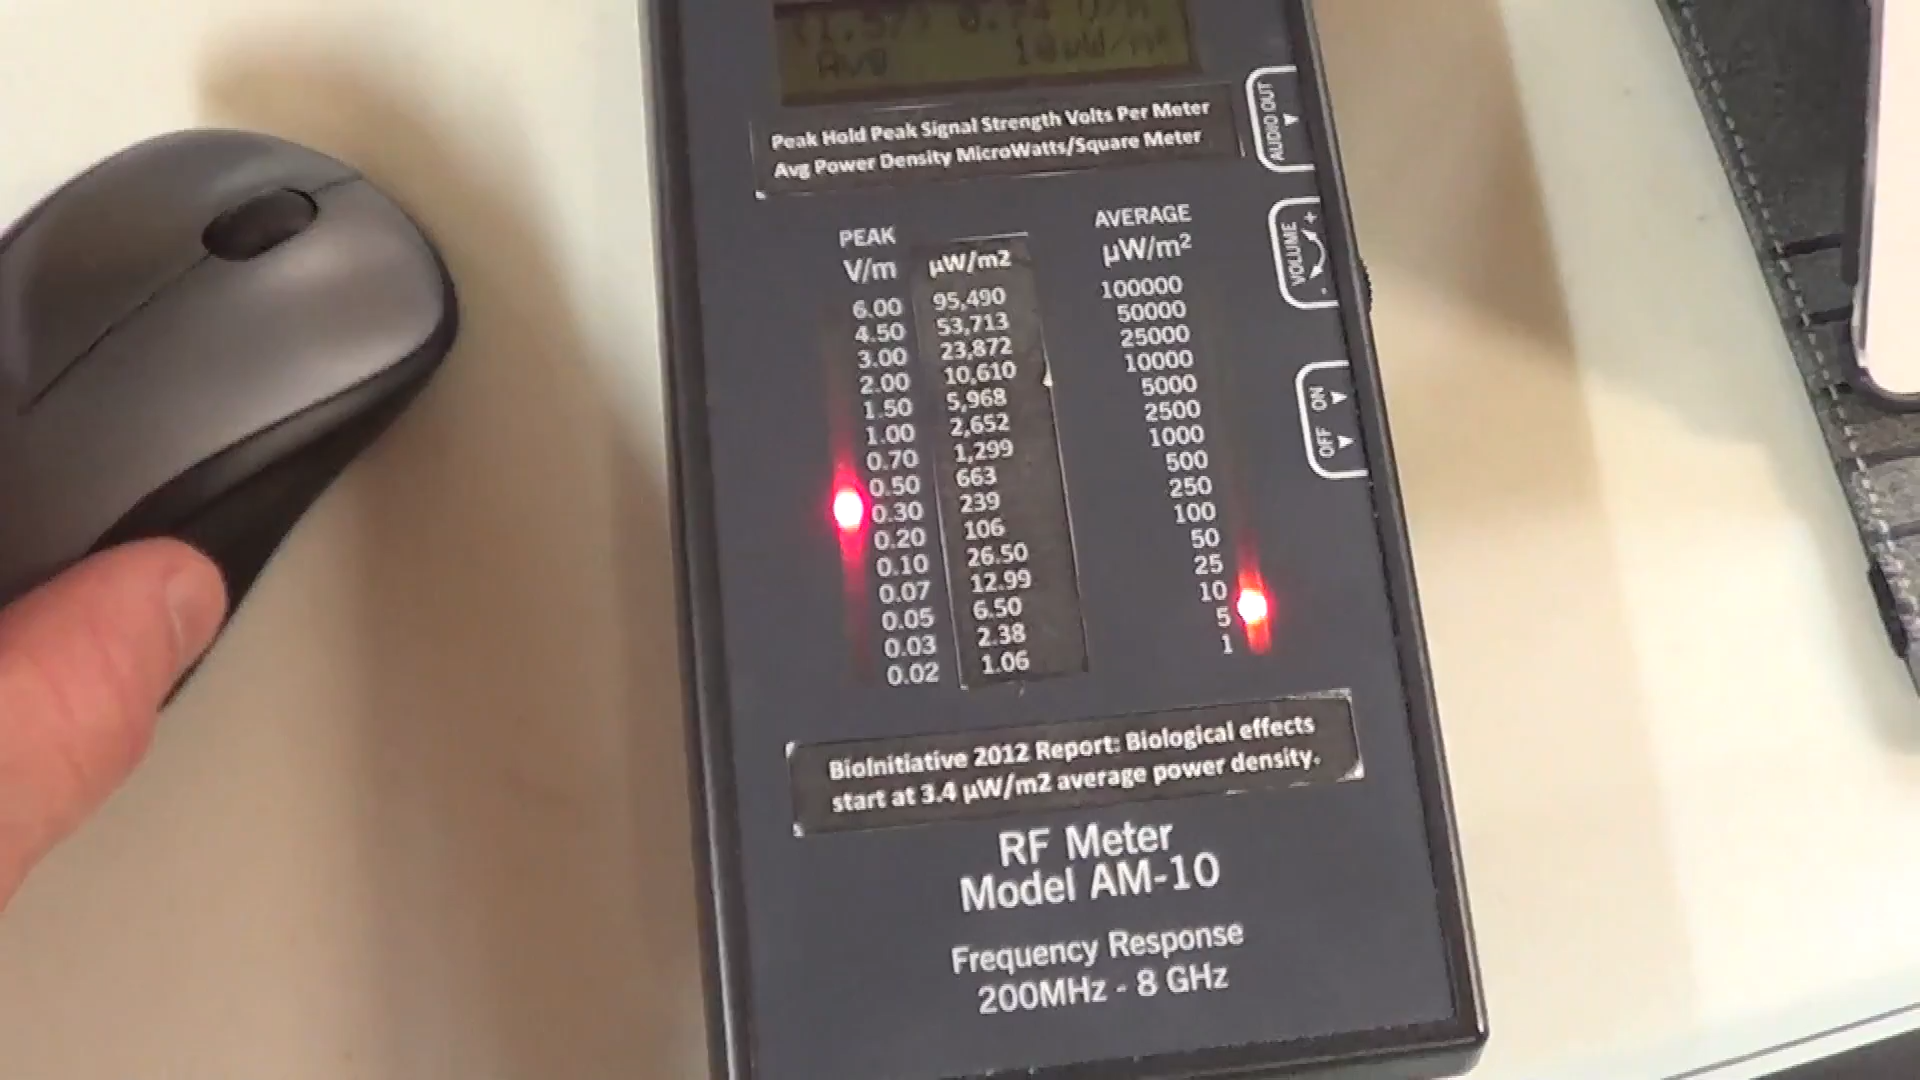 Avg
Peak Hold Peak Signal Strength Volts Per Meter
Avg Power Density MicroWatts/Square Meter
PEAK
V/m
µW/m2
AVERAGE
µW/m²
6.00 95,490 100000
4.50 53,713 50000
3.00 23,872 25000
2.00 10,610 10000
1.50 5,968 5000
1.00 2,652 2500
0.70 1,299 1000
0.50 663 500
0.30 239 250
0.20 106 100
0.10 26.50 50
0.07 12.99 25
0.05 6.50 10
0.03 2.38 5
0.02 1.06 1
AUDIO OUT
VOLUME
- +
OFF ON
BioInitiative 2012 Report: Biological effects
start at 3.4 µW/m2 average power density.
RF Meter
Model AM-10
Frequency Response
200MHz - 8 GHz